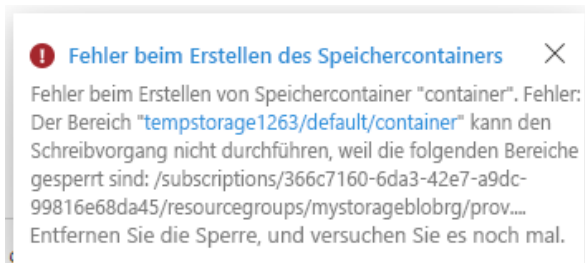 Fehler beim Erstellen des Speichercontainers
Fehler beim Erstellen von Speichercontainer "container". Fehler:
Der Bereich "tempstorage1263/default/container" kann den
Schreibvorgang nicht durchführen, weil die folgenden Bereiche
gesperrt sind: /subscriptions/366c7160-6da3-42e7-a9dc-
99816e68da45/resourcegroups/mystorageblobrg/prov....
Entfernen Sie die Sperre, und versuchen Sie es noch mal.